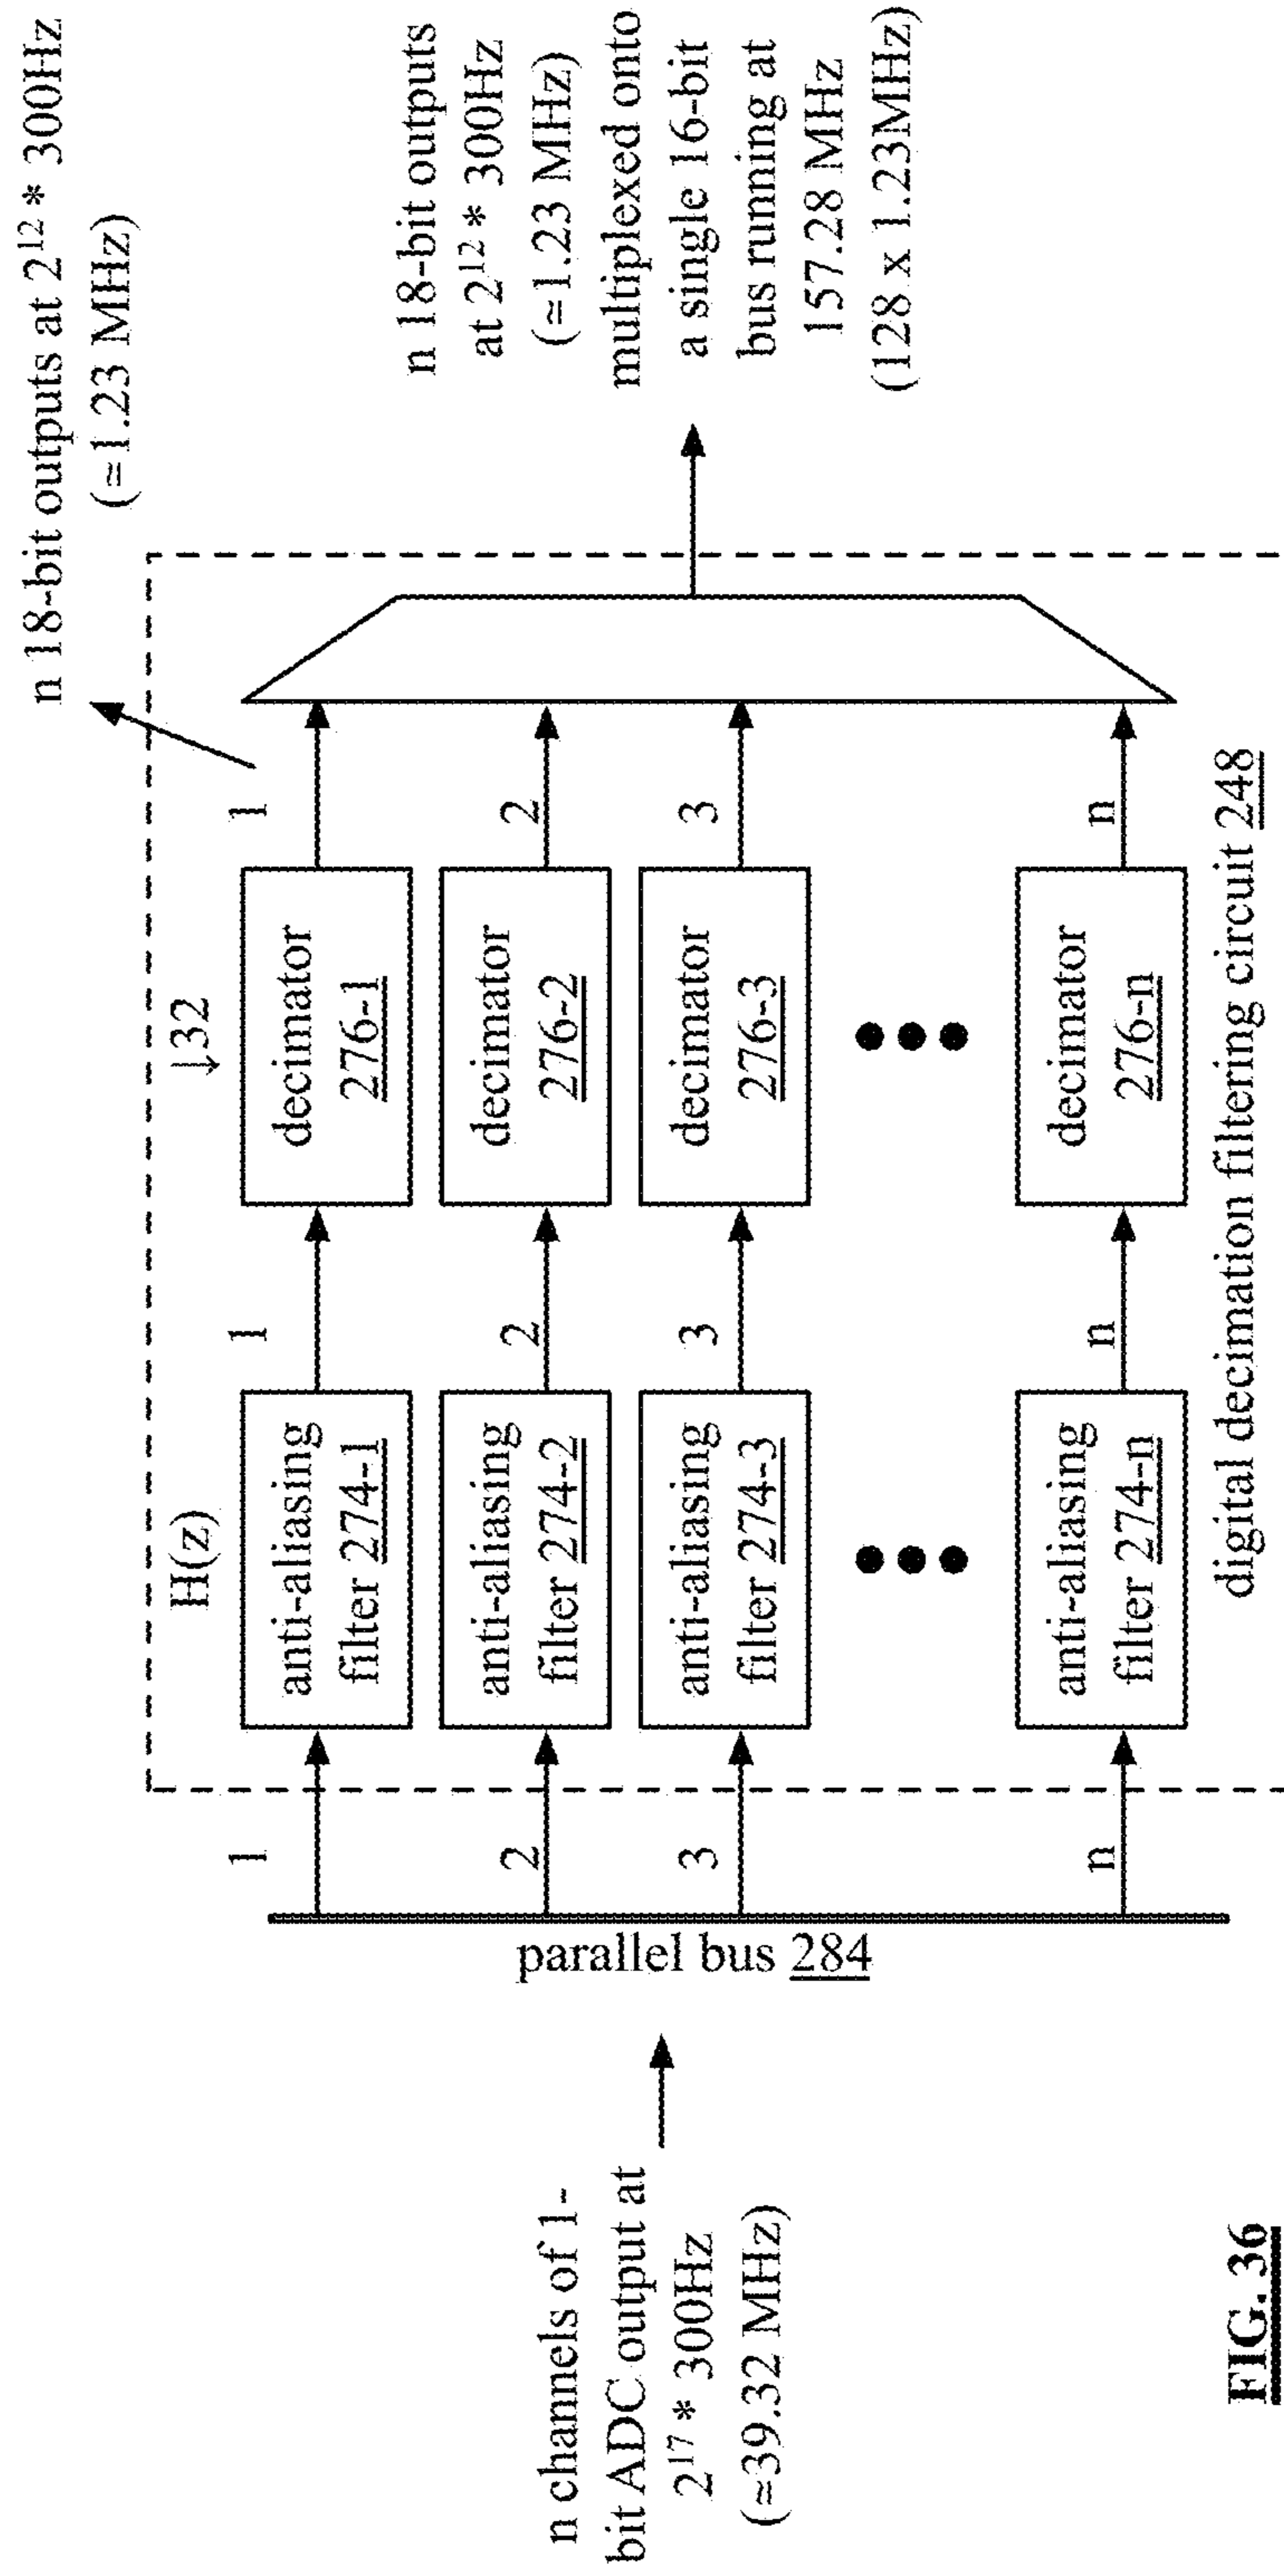 n 18-bit outputs at 2¹² * 300Hz
(≃1.23 MHz)
n channels of 1-
bit ADC output at
2¹⁷ * 300Hz
(≃39.32 MHz)
parallel bus 284
1
2
3
n
H(z)
anti-aliasing
filter 274-1
anti-aliasing
filter 274-2
anti-aliasing
filter 274-3
anti-aliasing
filter 274-n
1
2
3
n
↓32
decimator
276-1
decimator
276-2
decimator
276-3
decimator
276-n
1
2
3
n
n 18-bit outputs
at 2¹² * 300Hz
(≃1.23 MHz)
multiplexed onto
a single 16-bit
bus running at
157.28 MHz
(128 x 1.23MHz)
digital decimation filtering circuit 248
FIG. 36